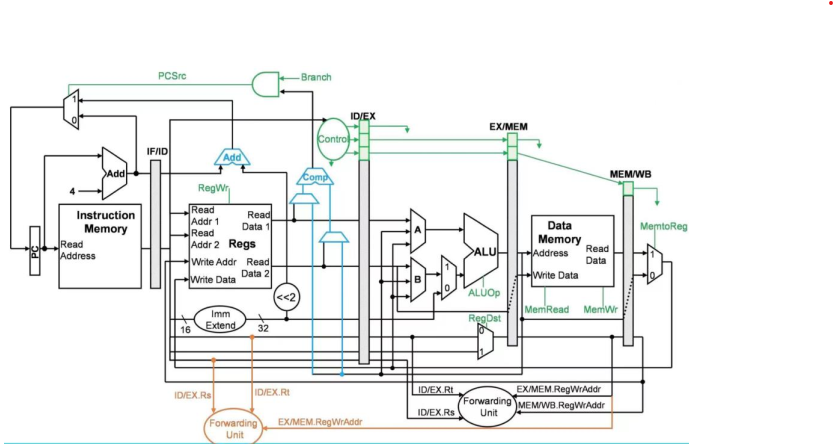 PCSrc
Branch
1
0
ID/EX
Control
EX/MEM
IF/ID
Add
Add
Comp
MEM/WB
4
RegWr
Instruction
Memory
Read
Address
PC
Read
Addr 1
Read
Addr 2
Regs
Write Addr
Write Data
Read
Data 1
Read
Data 2
A
B
1
0
ALU
ALUOp
Data
Memory
Address
Read
Data
Write Data
MemRead
MemWr
MemtoReg
1
0
<<2
Imm
Extend
16
32
RegDst
0
1
ID/EX.Rs
ID/EX.Rt
Forwarding
Unit
EX/MEM.RegWrAddr
ID/EX.Rt
ID/EX.Rs
Forwarding
Unit
EX/MEM.RegWrAddr
MEM/WB.RegWrAddr